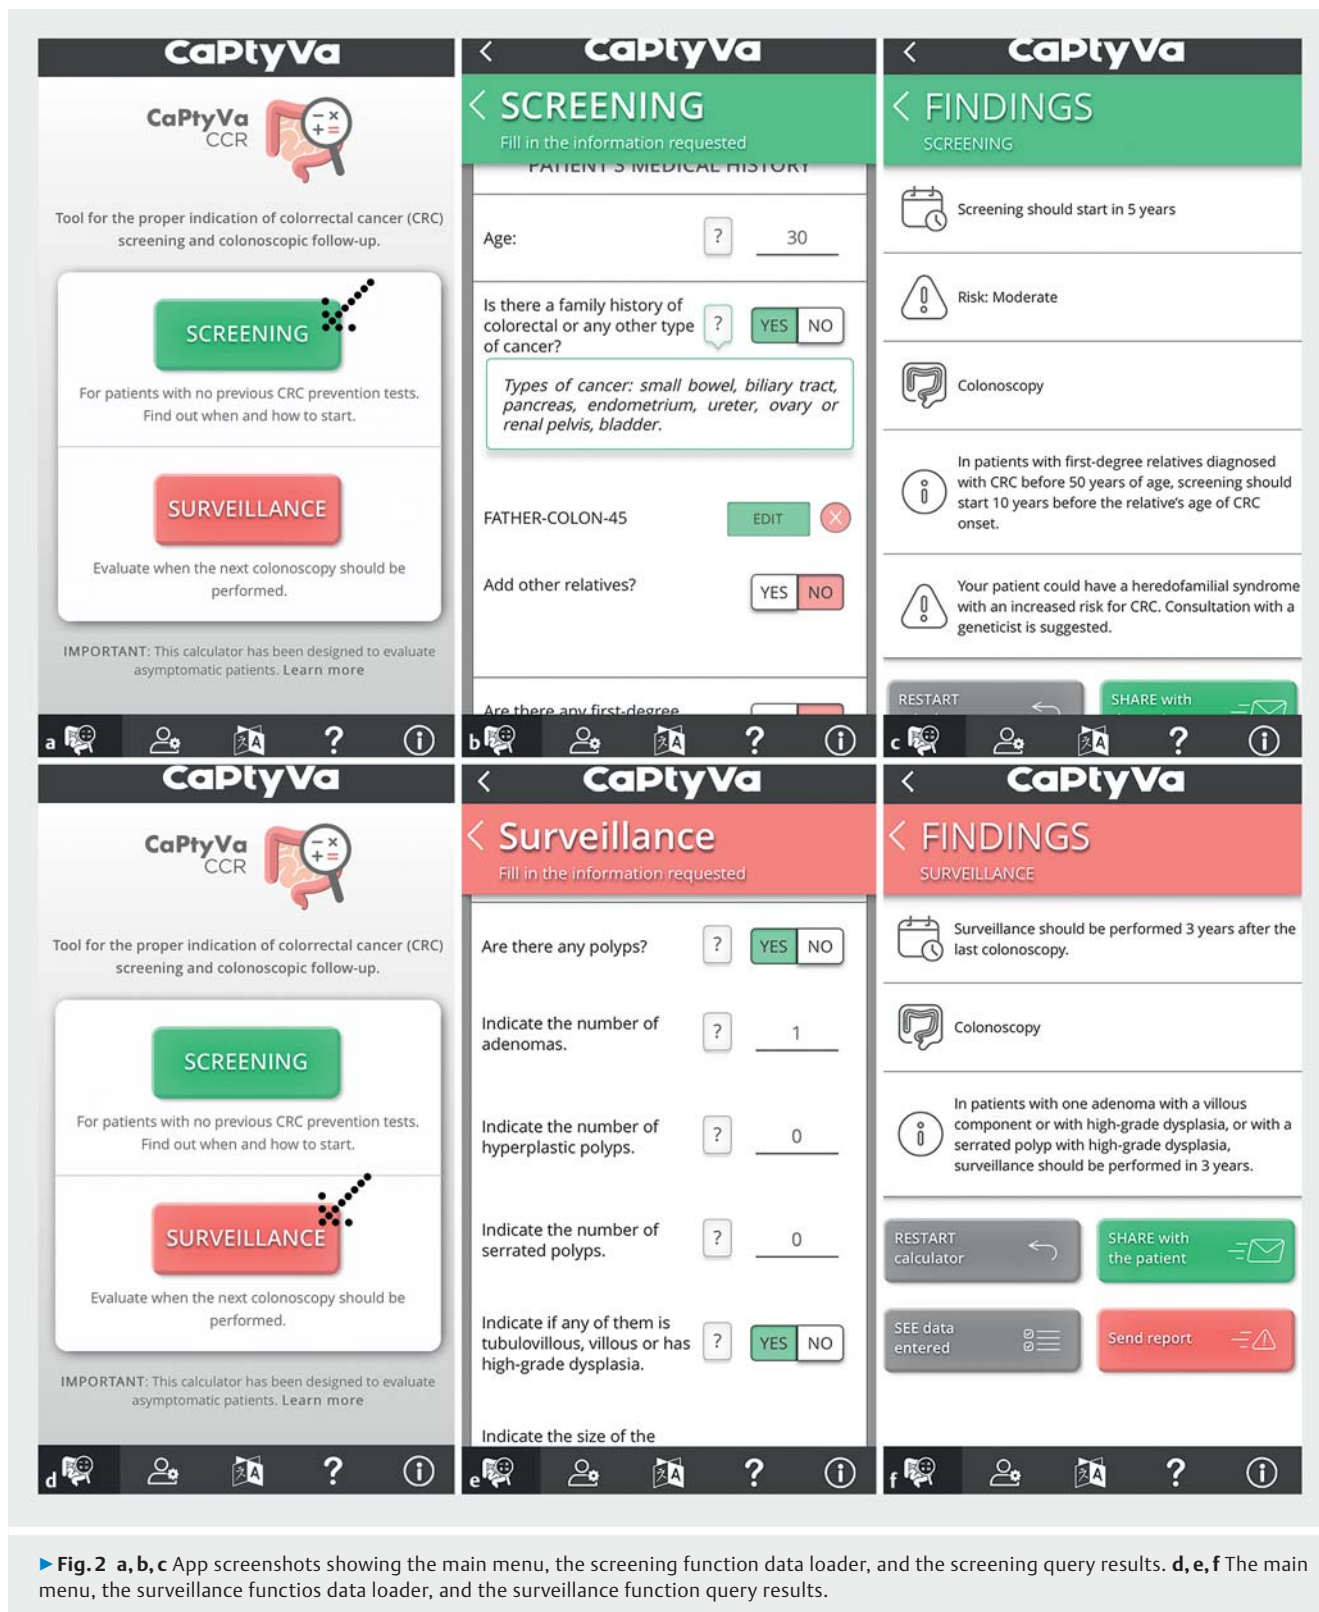 CaPtyVa
CaPtyVa
CCR
Tool for the proper indication of colorrectal cancer (CRC)
screening and colonoscopic follow-up.
SCREENING
For patients with no previous CRC prevention tests.
Find out when and how to start.
SURVEILLANCE
Evaluate when the next colonoscopy should be
performed.
IMPORTANT: This calculator has been designed to evaluate
asymptomatic patients. Learn more
a
?
CaPtyVa
SCREENING
Fill in the information requested
PATIENT'S MEDICAL HISTORY
Age: ? 30
Is there a family history of
colorectal or any other type ? YES NO
of cancer?
Types of cancer: small bowel, biliary tract,
pancreas, endometrium, ureter, ovary or
renal pelvis, bladder.
FATHER-COLON-45 EDIT
Add other relatives? YES NO
Are there any first-degree
b
?
CaPtyVa
FINDINGS
SCREENING
Screening should start in 5 years
Risk: Moderate
Colonoscopy
In patients with first-degree relatives diagnosed
with CRC before 50 years of age, screening should
start 10 years before the relative's age of CRC
onset.
Your patient could have a heredofamilial syndrome
with an increased risk for CRC. Consultation with a
geneticist is suggested.
RESTART
SHARE with
c
?
CaPtyVa
CaPtyVa
CCR
Tool for the proper indication of colorrectal cancer (CRC)
screening and colonoscopic follow-up.
SCREENING
For patients with no previous CRC prevention tests.
Find out when and how to start.
SURVEILLANCE
Evaluate when the next colonoscopy should be
performed.
IMPORTANT: This calculator has been designed to evaluate
asymptomatic patients. Learn more
d
?
CaPtyVa
Surveillance
Fill in the information requested
Are there any polyps? ? YES NO
Indicate the number of
adenomas. ? 1
Indicate the number of
hyperplastic polyps. ? 0
Indicate the number of
serrated polyps. ? 0
Indicate if any of them is
tubulovillous, villous or has ? YES NO
high-grade dysplasia.
Indicate the size of the
e
?
CaPtyVa
FINDINGS
SURVEILLANCE
Surveillance should be performed 3 years after the
last colonoscopy.
Colonoscopy
In patients with one adenoma with a villous
component or with high-grade dysplasia, or with a
serrated polyp with high-grade dysplasia,
surveillance should be performed in 3 years.
RESTART
calculator
SHARE with
the patient
SEE data
entered
Send report
f
?
▶ Fig. 2 a, b, c App screenshots showing the main menu, the screening function data loader, and the screening query results. d, e, f The main
menu, the surveillance functios data loader, and the surveillance function query results.